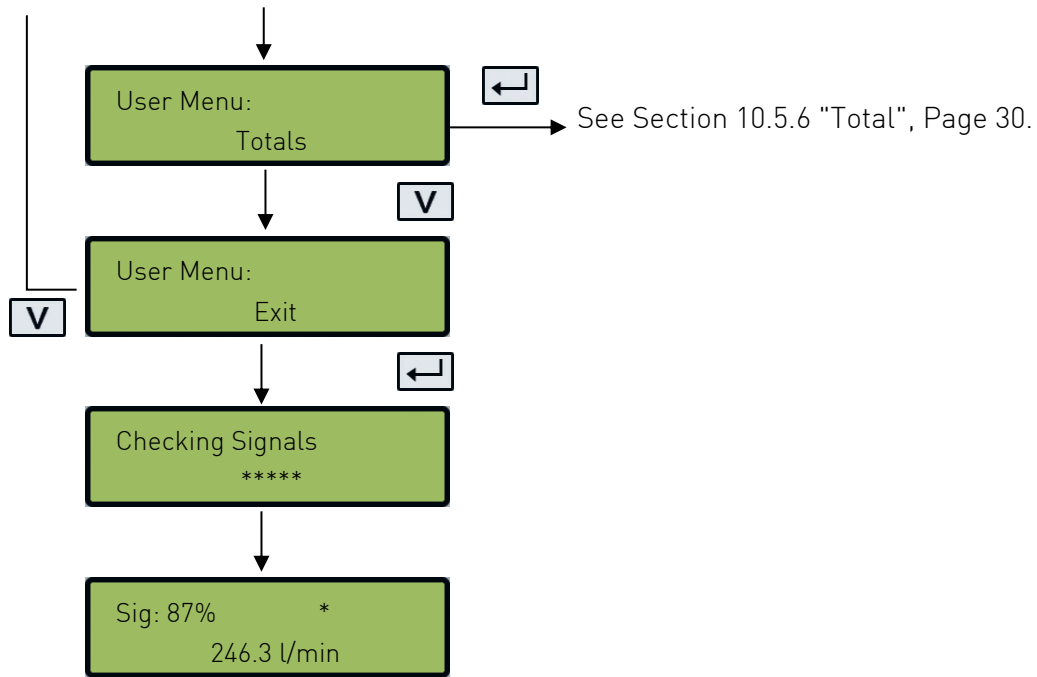 User Menu:
Totals
See Section 10.5.6 "Total", Page 30.
V
User Menu:
Exit
V
Checking Signals
*****
Sig: 87% *
246.3 l/min